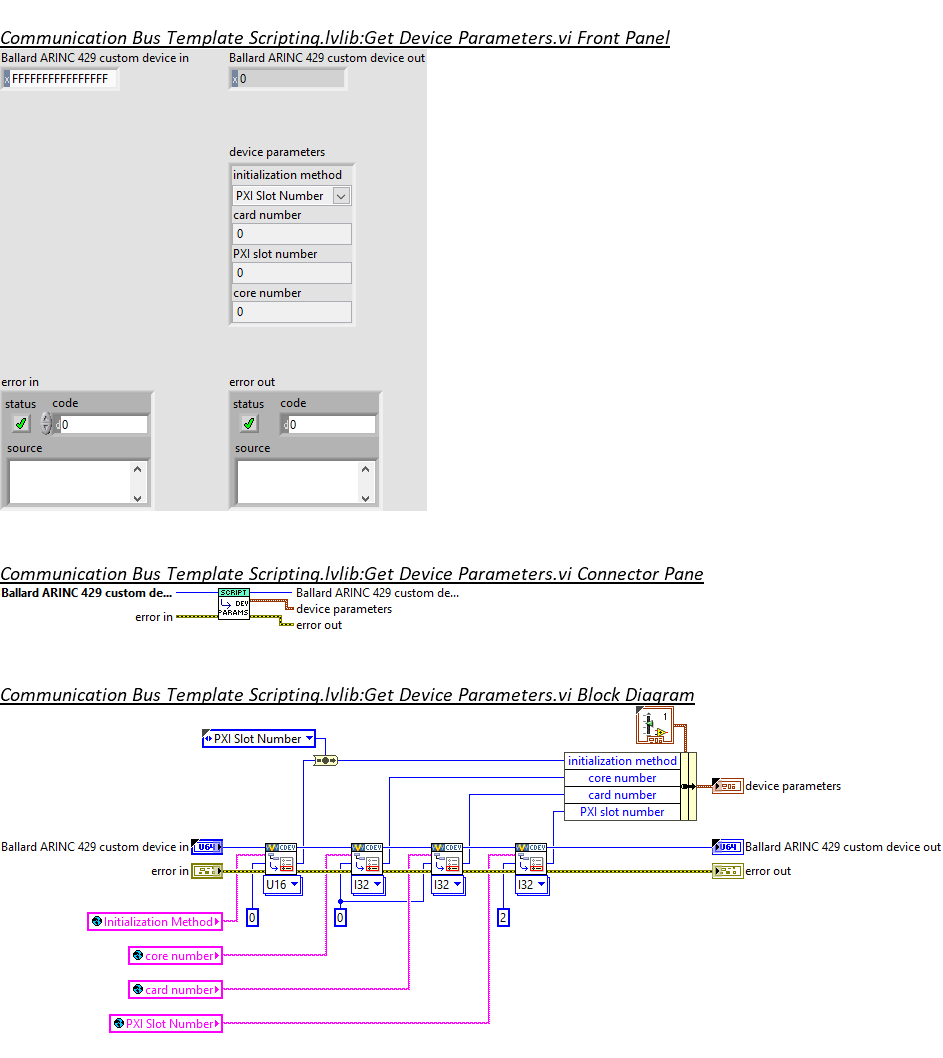 Communication Bus Template Scripting.lvlib:Get Device Parameters.vi Front Panel
Ballard ARINC 429 custom device in
Ballard ARINC 429 custom device out
x FFFFFFFFFFFFFFFF
x 0
device parameters
initialization method
PXI Slot Number
card number
0
PXI slot number
0
core number
0
error in
error out
status code
status code
d 0
d 0
source
source
Communication Bus Template Scripting.lvlib:Get Device Parameters.vi Connector Pane
Ballard ARINC 429 custom de...
SCRIPT
Ballard ARINC 429 custom de...
DEV
PARAMS
device parameters
error in
error out
Communication Bus Template Scripting.lvlib:Get Device Parameters.vi Block Diagram
1
PXI Slot Number
initialization method
core number
card number
PXI slot number
device parameters
Ballard ARINC 429 custom device in
U64
CDEV
CDEV
CDEV
CDEV
U64
Ballard ARINC 429 custom device out
error in
error out
U16
I32
I32
I32
Initialization Method
0
0
2
core number
card number
PXI Slot Number